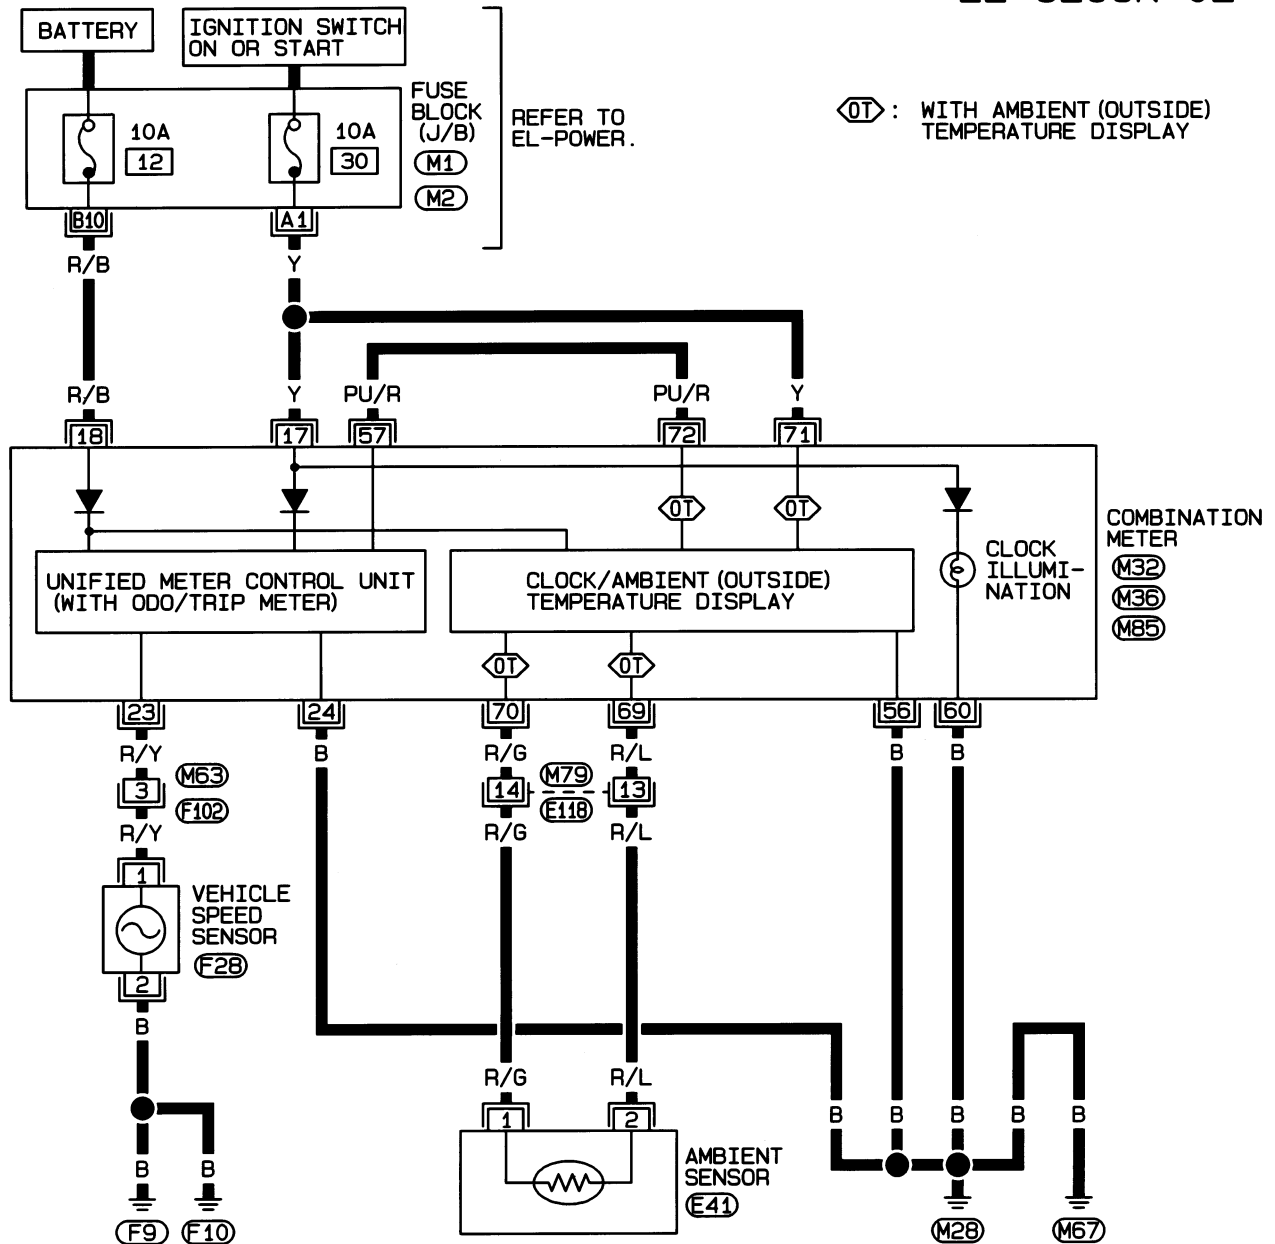 BATTERY
IGNITION SWITCH
ON OR START
FUSE
BLOCK
(J/B)
M1
M2
REFER TO
EL-POWER.
OT : WITH AMBIENT (OUTSIDE)
TEMPERATURE DISPLAY
10A
12
10A
30
B10
A1
R/B
Y
R/B
Y
PU/R
PU/R
Y
18
17
57
72
71
OT
OT
COMBINATION
METER
M32
M36
M85
CLOCK
ILLUMI-
NATION
UNIFIED METER CONTROL UNIT
(WITH ODO/TRIP METER)
CLOCK/AMBIENT (OUTSIDE)
TEMPERATURE DISPLAY
OT
OT
23
24
70
69
56
60
R/Y
B
R/G
R/L
B
B
3
M63
F102
14
M79
E118
13
R/Y
R/G
R/L
1
VEHICLE
SPEED
SENSOR
F28
2
B
R/G
R/L
1
2
B
B
B
B
B
B
B
AMBIENT
SENSOR
E41
F9
F10
M28
M67